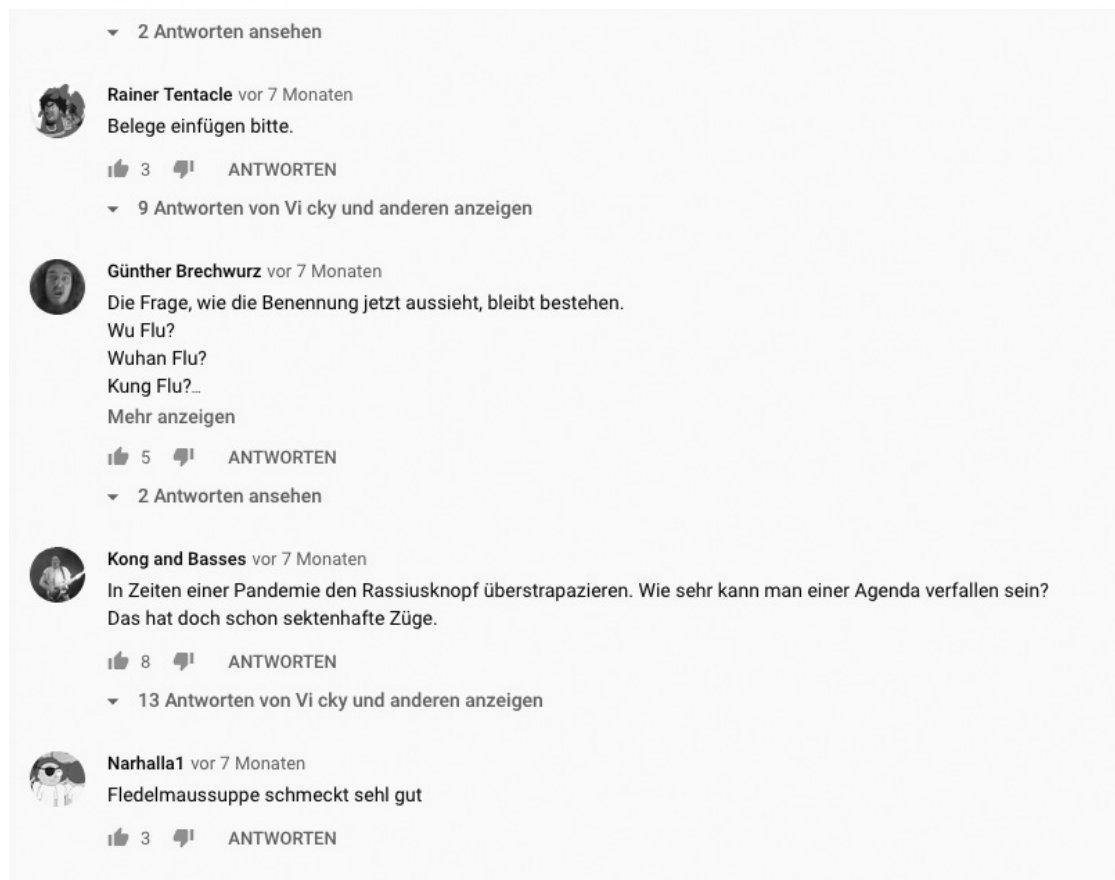 2 Antworten ansehen
Rainer Tentacle vor 7 Monaten
Belege einfügen bitte.
3 ANTWORTEN
9 Antworten von Vi cky und anderen anzeigen
Günther Brechwurz vor 7 Monaten
Die Frage, wie die Benennung jetzt aussieht, bleibt bestehen.
Wu Flu?
Wuhan Flu?
Kung Flu?...
Mehr anzeigen
5 ANTWORTEN
2 Antworten ansehen
Kong and Basses vor 7 Monaten
In Zeiten einer Pandemie den Rassiusknopf überstrapazieren. Wie sehr kann man einer Agenda verfallen sein?
Das hat doch schon sektenhafte Züge.
8 ANTWORTEN
13 Antworten von Vi cky und anderen anzeigen
Narhalla1 vor 7 Monaten
Fledelmaussuppe schmeckt sehl gut
3 ANTWORTEN